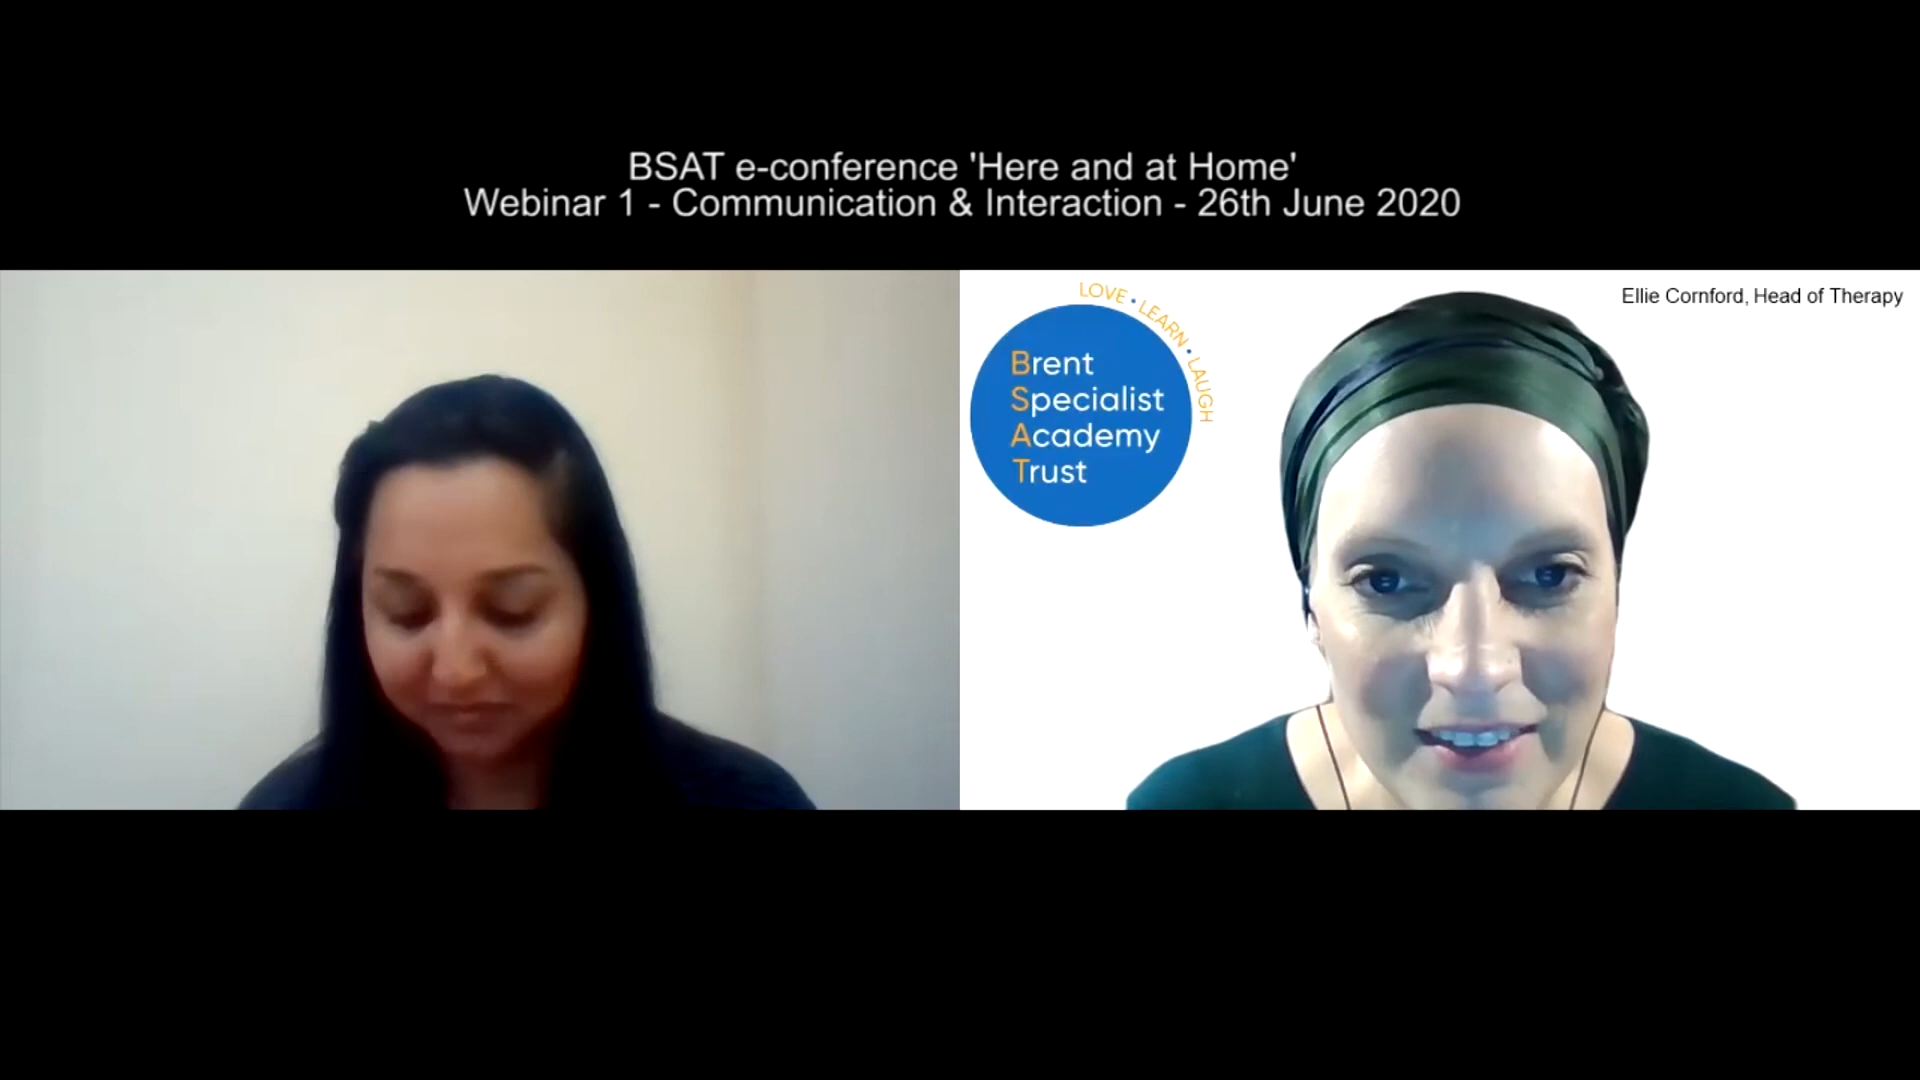 BSAT e-conference 'Here and at Home'
Webinar 1 - Communication & Interaction - 26th June 2020
LOVE • LEARN • LAUGH
Brent
Specialist
Academy
Trust
Ellie Cornford, Head of Therapy